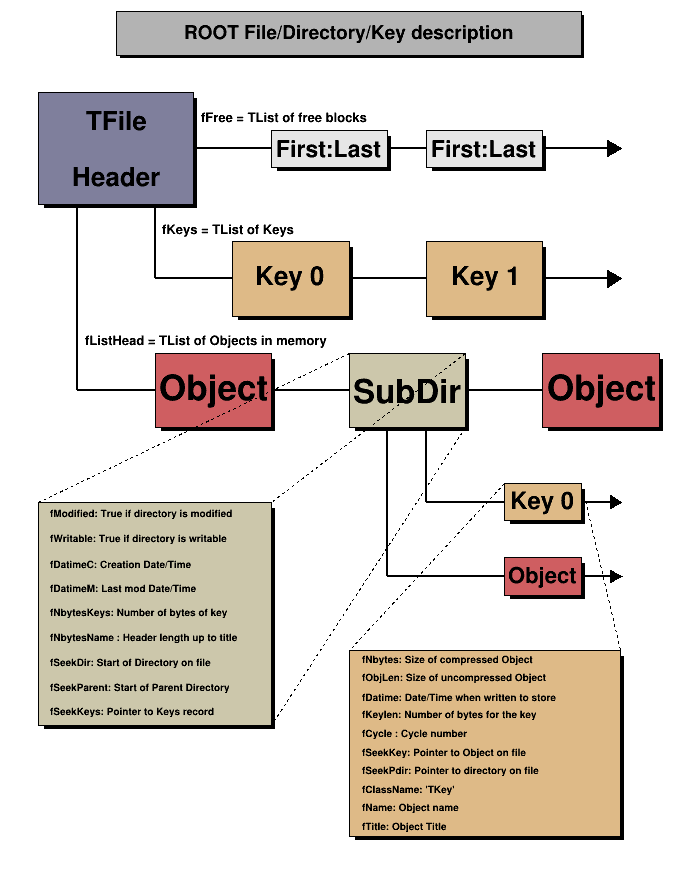 ROOT File/Directory/Key description
TFile
Header
fFree = TList of free blocks
First:Last
First:Last
fKeys = TList of Keys
Key 0
Key 1
fListHead = TList of Objects in memory
Object
SubDir
Object
Key 0
Object
fModified: True if directory is modified
fWritable: True if directory is writable
fDatimeC: Creation Date/Time
fDatimeM: Last mod Date/Time
fNbytesKeys: Number of bytes of key
fNbytesName : Header length up to title
fSeekDir: Start of Directory on file
fSeekParent: Start of Parent Directory
fSeekKeys: Pointer to Keys record
fNbytes: Size of compressed Object
fObjLen: Size of uncompressed Object
fDatime: Date/Time when written to store
fKeylen: Number of bytes for the key
fCycle : Cycle number
fSeekKey: Pointer to Object on file
fSeekPdir: Pointer to directory on file
fClassName: 'TKey'
fName: Object name
fTitle: Object Title